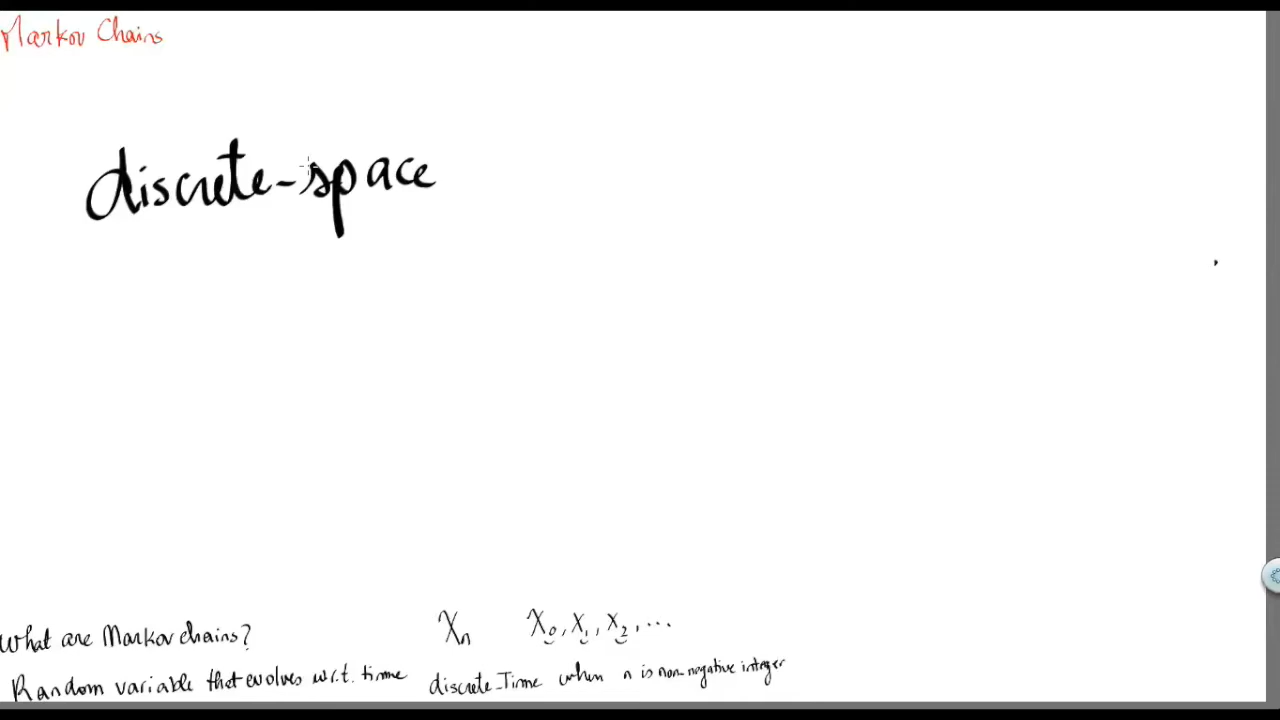 Markov Chains
discrete-space
What are Markov chains? Xn X0, X1, X2, ...
Random variable that evolves w.r.t. time discrete-Time when n is non-negative integer